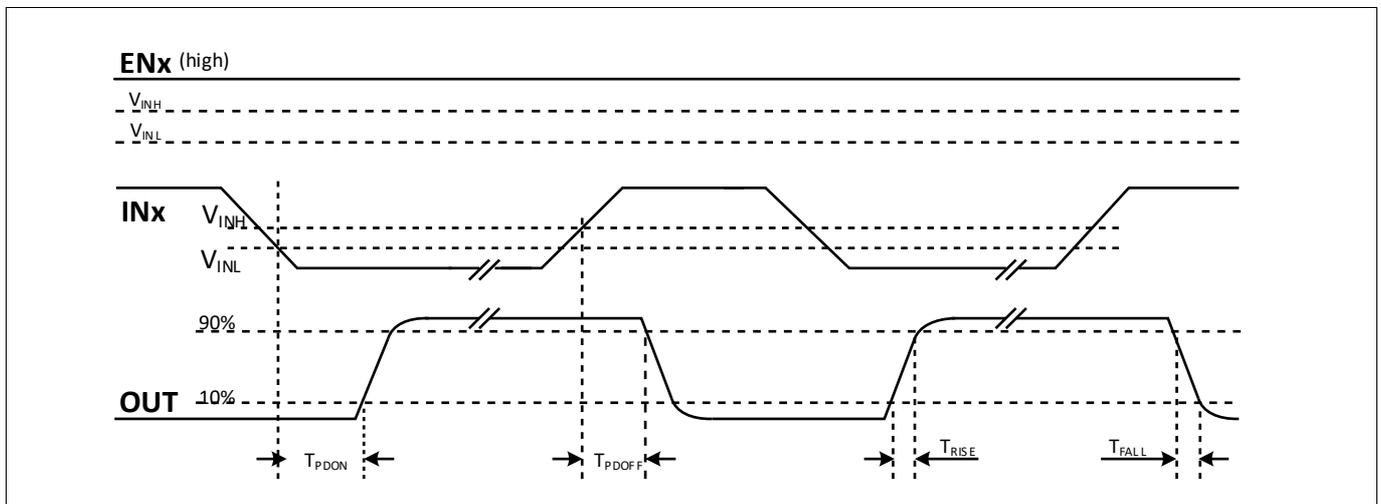 ENx (high)
VINH
VINL
INx
VINH
VINL
90%
OUT
10%
TPDON
TPDOFF
TRISE
TFALL